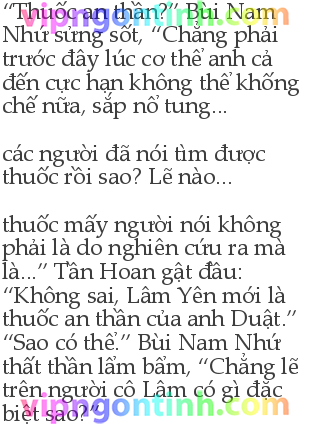 “Thuốc an thần?” Bùi Nam
Như sửng sốt, “Chẳng phải
trước đây lúc cơ thể anh cả
đến cực hạn không thể khống
chế nữa, sắp nổ tung...
các người đã nói tìm được
thuốc rồi sao? Lẽ nào...
thuốc mấy người nói không
phải là do nghiên cứu ra mà
là...” Tần Hoan gật đầu:
“Không sai, Lâm Yên mới là
thuốc an thần của anh Duật.”
“Sao có thể.” Bùi Nam Nhứ
thất thần lẩm bẩm, “Chẳng lẽ
trên người cô Lâm có gì đặc
biệt sao?”
vipngontinh.com
vipngontinh.com